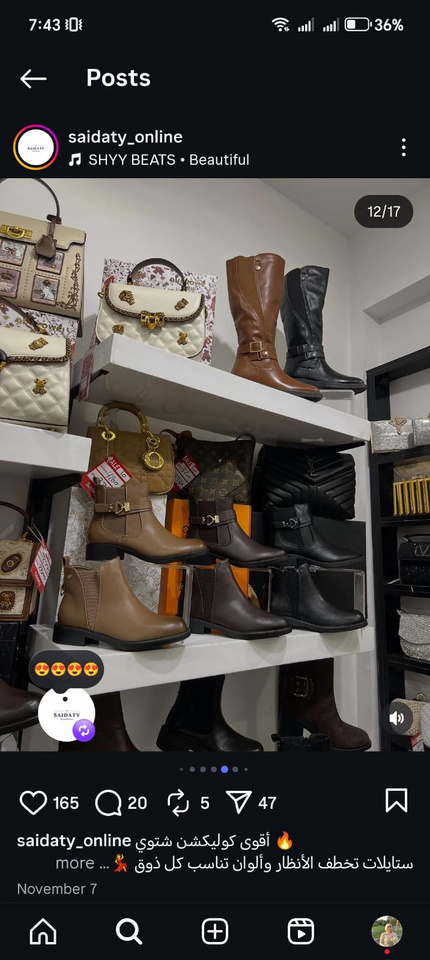 7:43
36%
Posts
saidaty_online
SHYY BEATS • Beautiful
12/17
SALE
SAIDATY
165
20
5
47
saidaty_online أقوى كوليكشن شتوي 🔥
ستايلات تخطف الأنظار وألوان تناسب كل ذوق 💃 ... more
November 7